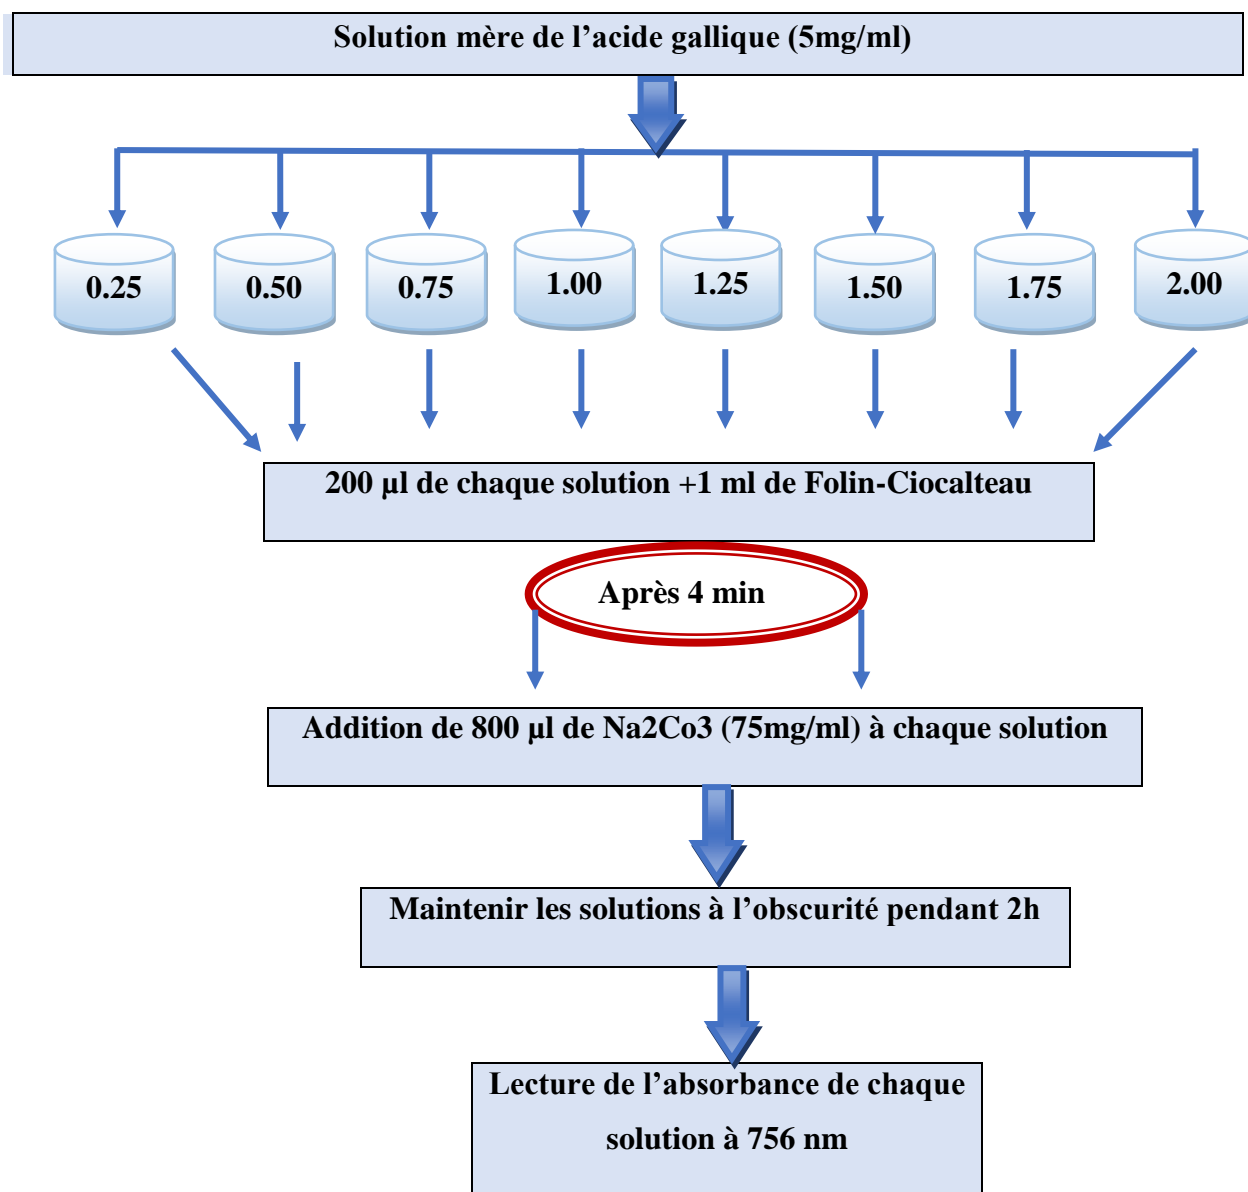 Solution mère de l’acide gallique (5mg/ml)
0.25
0.50
0.75
1.00
1.25
1.50
1.75
2.00
200 µl de chaque solution +1 ml de Folin-Ciocalteau
Après 4 min
Addition de 800 µl de Na2Co3 (75mg/ml) à chaque solution
Maintenir les solutions à l’obscurité pendant 2h
Lecture de l’absorbance de chaque
solution à 756 nm